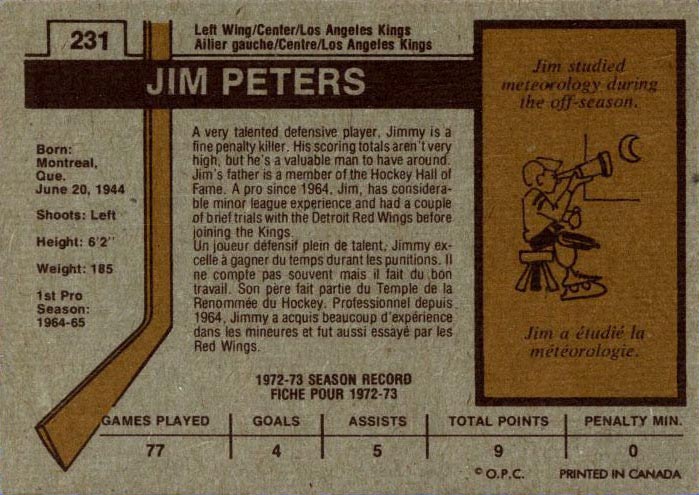 231
Left Wing/Center/Los Angeles Kings
Ailier gauche/Centre/Los Angeles Kings
JIM PETERS
Born:
Montreal,
Que.
June 20, 1944
Shoots: Left
Height: 6'2"
Weight: 185
1st Pro
Season:
1964-65
A very talented defensive player, Jimmy is a
fine penalty killer. His scoring totals aren't very
high, but he's a valuable man to have around.
Jim's father is a member of the Hockey Hall of
Fame. A pro since 1964, Jim, has considera-
ble minor league experience and had a couple
of brief trials with the Detroit Red Wings before
joining the Kings.
Un joueur défensif plein de talent, Jimmy ex-
celle à gagner du temps durant les punitions. Il
ne compte pas souvent mais il fait du bon
travail. Son père fait partie du Temple de la
Renommée du Hockey. Professionnel depuis
1964, Jimmy a acquis beaucoup d'expérience
dans les mineures et fut aussi essayé par les
Red Wings.
Jim studied
meteorology during
the off-season.
Jim a étudié la
météorologie.
1972-73 SEASON RECORD
FICHE POUR 1972-73
GAMES PLAYED GOALS ASSISTS TOTAL POINTS PENALTY MIN.
77 4 5 9 0
© O.P.C. PRINTED IN CANADA